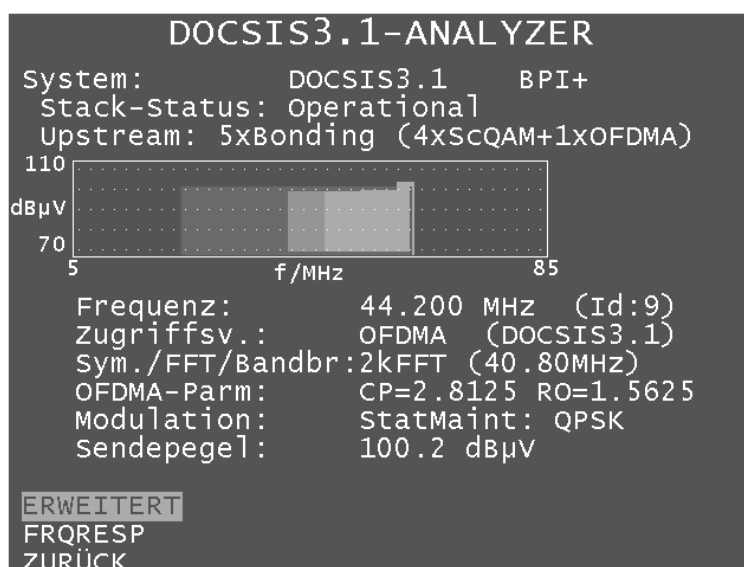 DOCSIS3.1-ANALYZER
System: DOCSIS3.1 BPI+
Stack-Status: Operational
Upstream: 5xBonding (4xScQAM+1xOFDMA)
110
dBµV
70
5 f/MHz 85
Frequenz: 44.200 MHz (Id:9)
Zugriffsv.: OFDMA (DOCSIS3.1)
Sym./FFT/Bandbr:2kFFT (40.80MHz)
OFDMA-Parm: CP=2.8125 RO=1.5625
Modulation: StatMaint: QPSK
Sendepegel: 100.2 dBµV
ERWEITERT
FRQRESP
ZURÜCK